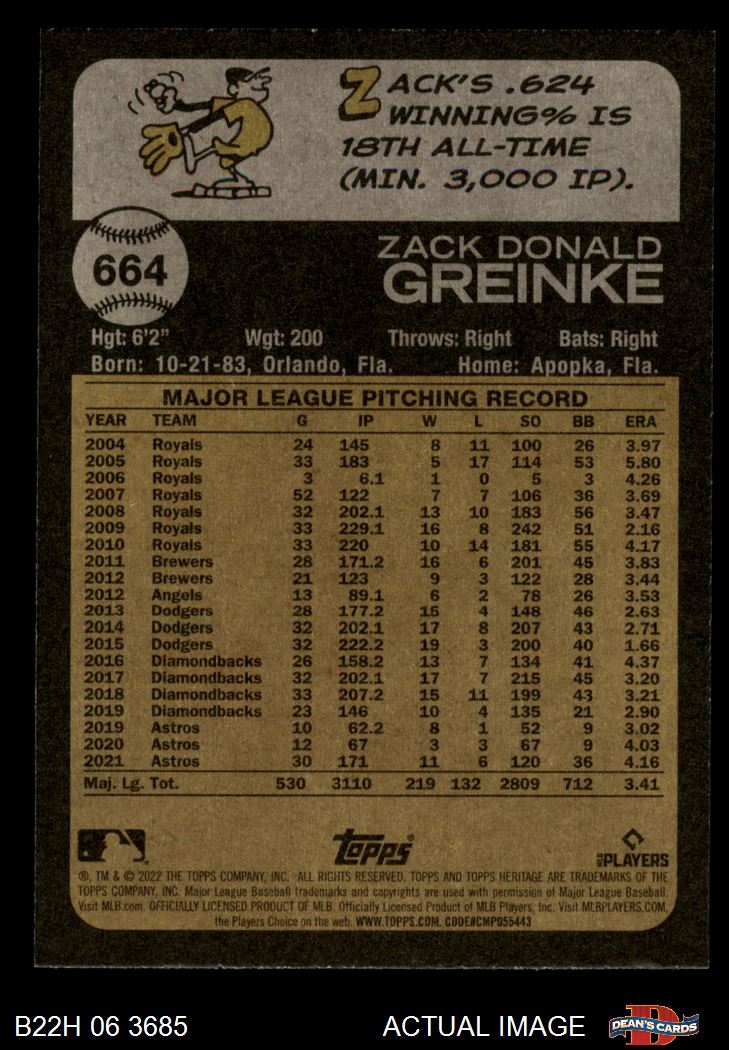 ZACK'S .624
WINNING% IS
18TH ALL-TIME
(MIN. 3,000 IP).
664
ZACK DONALD
GREINKE
Hgt: 6'2" Wgt: 200 Throws: Right Bats: Right
Born: 10-21-83, Orlando, Fla. Home: Apopka, Fla.
MAJOR LEAGUE PITCHING RECORD
YEAR TEAM G IP W L SO BB ERA
2004 Royals 24 145 8 11 100 26 3.97
2005 Royals 33 183 5 17 114 53 5.80
2006 Royals 3 6.1 1 0 5 3 4.26
2007 Royals 52 122 7 7 106 36 3.69
2008 Royals 32 202.1 13 10 183 56 3.47
2009 Royals 33 229.1 16 8 242 51 2.16
2010 Royals 33 220 10 14 181 55 4.17
2011 Brewers 28 171.2 16 6 201 45 3.83
2012 Brewers 21 123 9 3 122 28 3.44
2012 Angels 13 89.1 6 2 78 26 3.53
2013 Dodgers 28 177.2 15 4 148 46 2.63
2014 Dodgers 32 202.1 17 8 207 43 2.71
2015 Dodgers 32 222.2 19 3 200 40 1.66
2016 Diamondbacks 26 158.2 13 7 134 41 4.37
2017 Diamondbacks 32 202.1 17 7 215 45 3.20
2018 Diamondbacks 33 207.2 15 11 199 43 3.21
2019 Diamondbacks 23 146 10 4 135 21 2.90
2019 Astros 10 62.2 8 1 52 9 3.02
2020 Astros 12 67 3 3 67 9 4.03
2021 Astros 30 171 11 6 120 36 4.16
Maj. Lg. Tot. 530 3110 219 132 2809 712 3.41
Topps®
MLB PLAYERS
®, TM & © 2022 THE TOPPS COMPANY, INC. ALL RIGHTS RESERVED. TOPPS AND TOPPS HERITAGE ARE TRADEMARKS OF THE
TOPPS COMPANY, INC. Major League Baseball trademarks and copyrights are used with permission of Major League Baseball.
Visit MLB.com. OFFICIALLY LICENSED PRODUCT OF MLB. Officially Licensed Product of MLB Players, Inc. Visit MLBPLAYERS.COM,
the Players Choice on the web. WWW.TOPPS.COM. CODE#CMP055443
B22H 06 3685 ACTUAL IMAGE DEAN'S CARDS